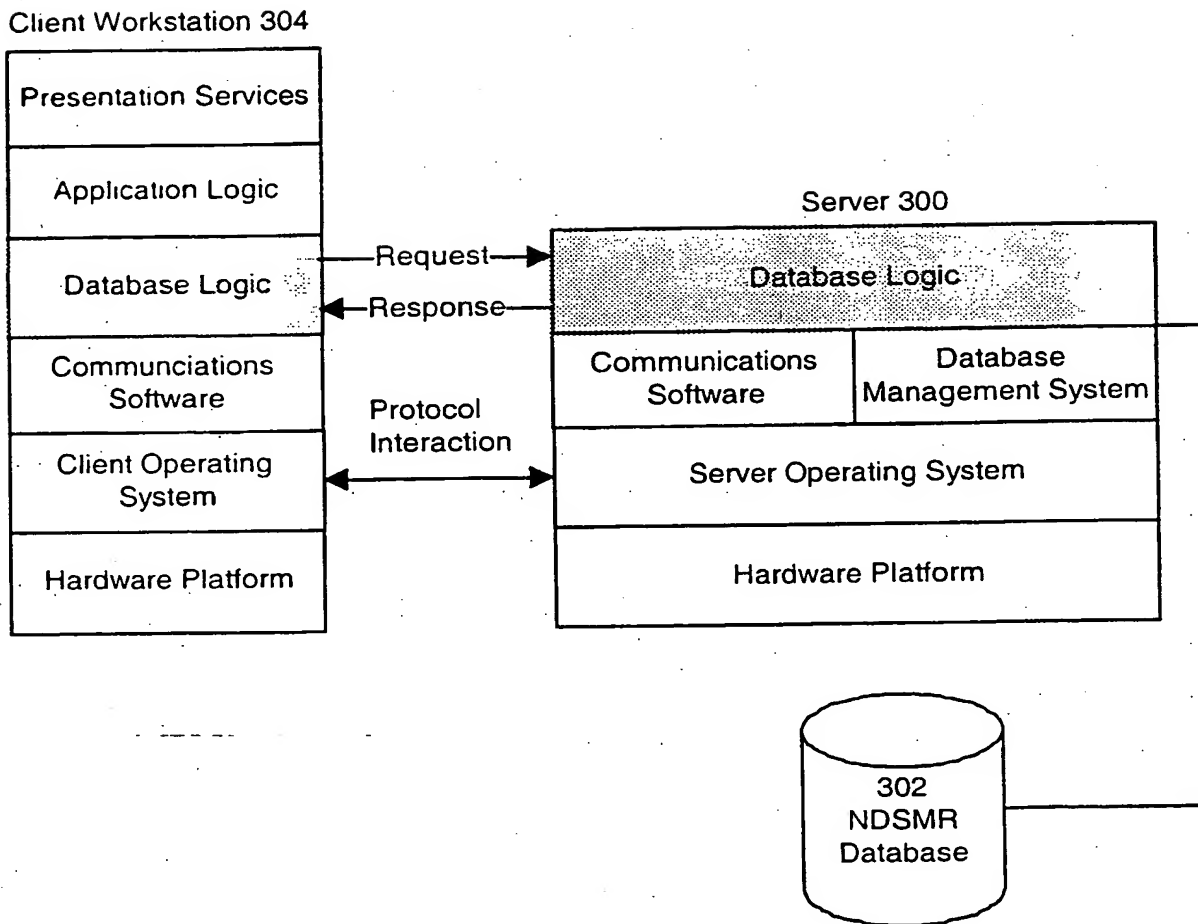 Client Workstation 304
Presentation Services
Application Logic
Database Logic
Communciations
Software
Client Operating
System
Hardware Platform
Request
Response
Protocol
Interaction
Server 300
Database Logic
Communications
Software
Database
Management System
Server Operating System
Hardware Platform
302
NDSMR
Database